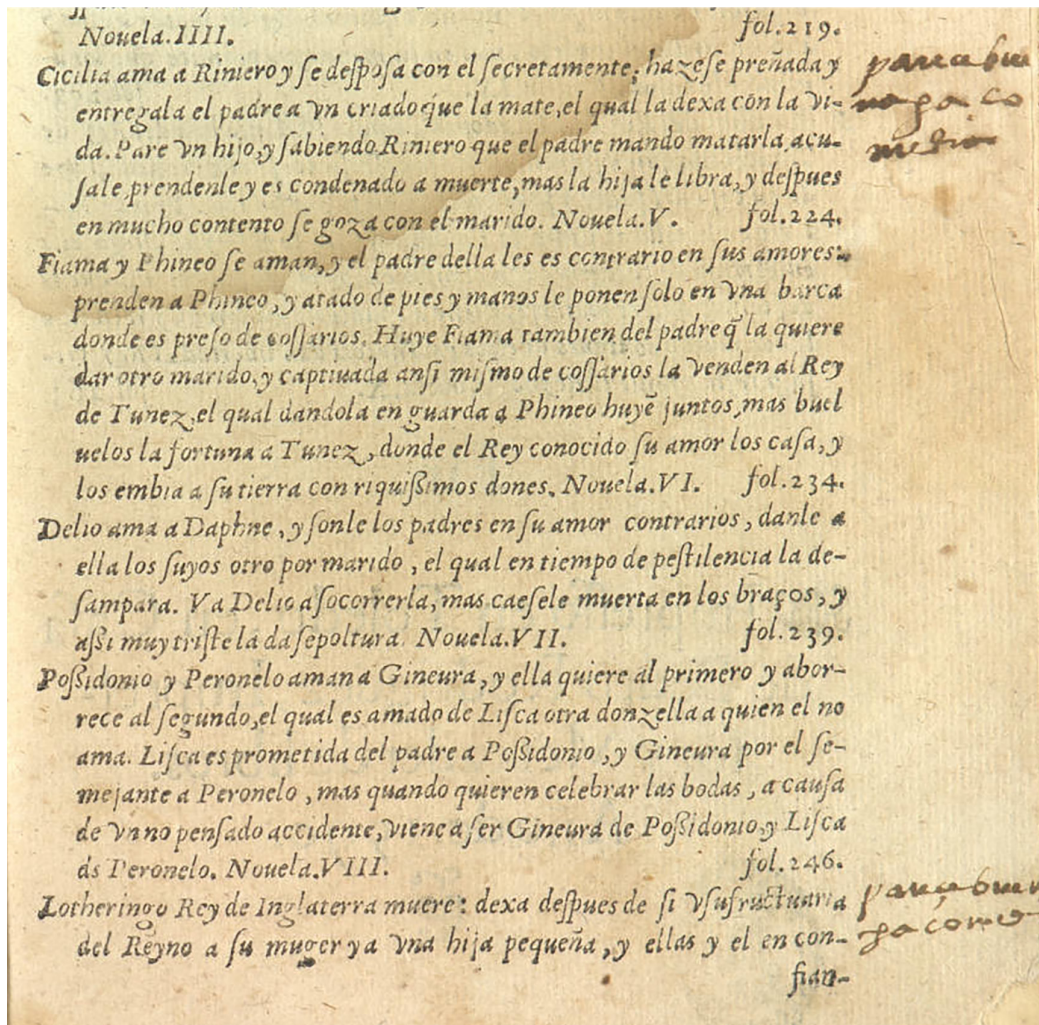 Nouela.IIII. fol.219.
Cicilia ama a Riniero y se desposa con el secretamente, hazese preñada y
entregala el padre a vn criado que la mate, el qual la dexa con la vi-
da. Pare vn hijo, y sabiendo Riniero que el padre mando matarla, acu-
sale, prendenle y es condenado a muerte, mas la hija le libra, y despues
en mucho contento se goza con el marido. Nouela.V. fol.224.
Fiama y Phineo se aman, y el padre della les es contrario en sus amores:
prenden a Phineo, y atado de pies y manos le ponen solo en vna barca
donde es preso de cossarios. Huye Fiama tambien del padre q̃ la quiere
dar otro marido, y captiuada ansi mismo de cossarios la venden al Rey
de Tunez, el qual dandola en guarda a Phineo huyẽ juntos, mas buel
uelos la fortuna a Tunez, donde el Rey conocido su amor los casa, y
los embia a su tierra con riquißimos dones. Nouela.VI. fol.234.
Delio ama a Daphne, y sonle los padres en su amor contrarios, danle a
ella los suyos otro por marido, el qual en tiempo de pestilencia la de-
sampara. Va Delio a socorrerla, mas caesele muerta en los braços, y
aßi muy triste la da sepoltura. Nouela.VII. fol.239.
Poßidonio y Peronelo aman a Gineura, y ella quiere al primero y abor-
rece al segundo, el qual es amado de Lisca otra donzella a quien el no
ama. Lisca es prometida del padre a Poßidonio, y Gineura por el se-
mejante a Peronelo, mas quando quieren celebrar las bodas, a causa
de vn no pensado accidente, viene a ser Gineura de Poßidonio, y Lisca
de Peronelo. Nouela.VIII. fol.246.
Lotheringo Rey de Inglaterra muere: dexa despues de si vsufructuaria
del Reyno a su muger y a vna hija pequeña, y ellas y el en con-
fian-
para
co
media
para